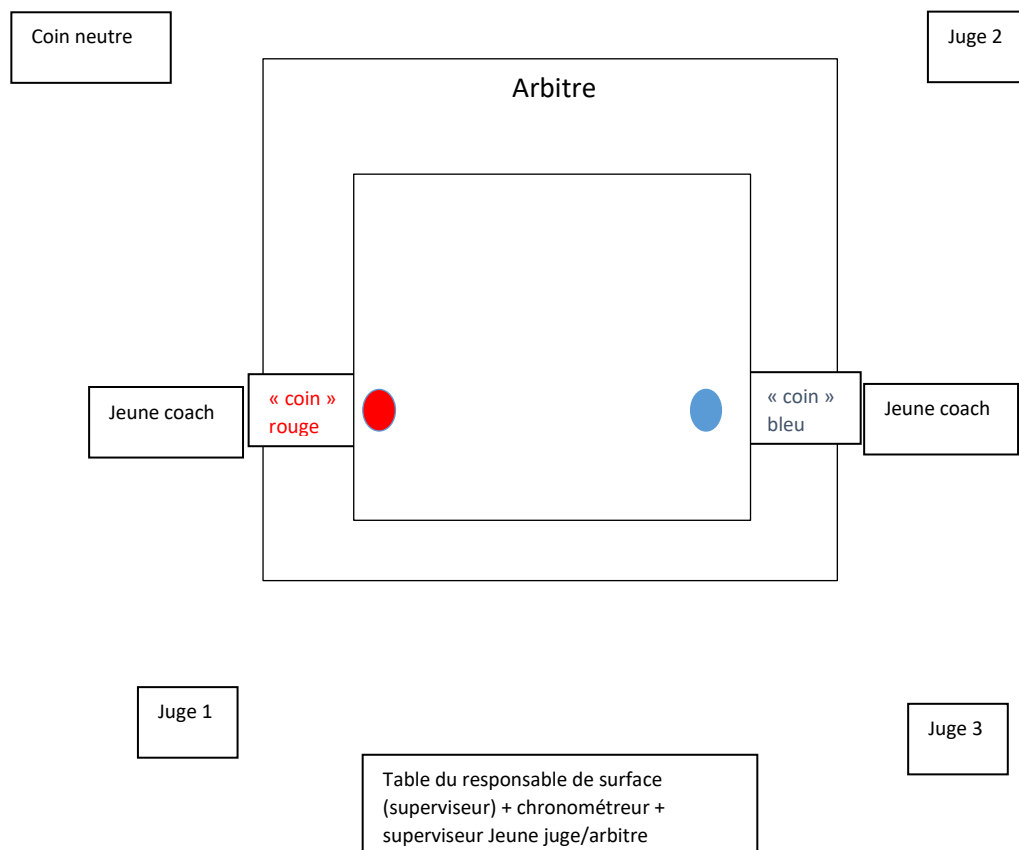 Coin neutre
Juge 2
Arbitre
Jeune coach
« coin »
rouge
« coin »
bleu
Jeune coach
Juge 1
Juge 3
Table du responsable de surface
(superviseur) + chronométreur +
superviseur Jeune juge/arbitre